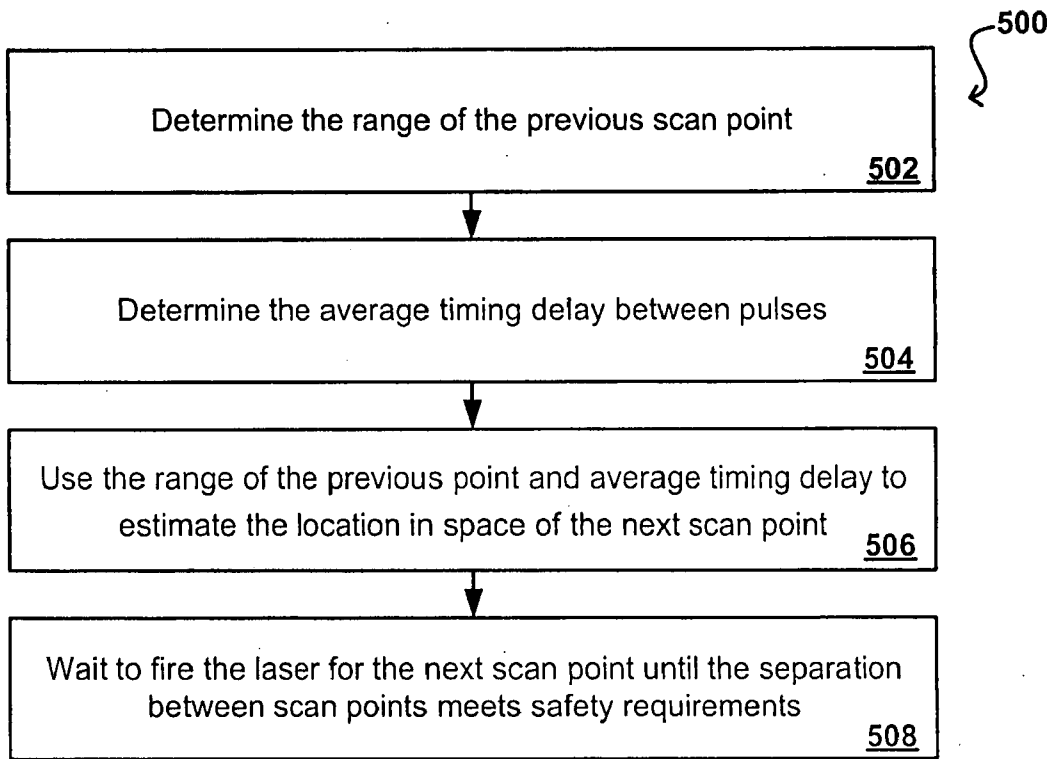 500
Determine the range of the previous scan point
502
Determine the average timing delay between pulses
504
Use the range of the previous point and average timing delay to
estimate the location in space of the next scan point
506
Wait to fire the laser for the next scan point until the separation
between scan points meets safety requirements
508